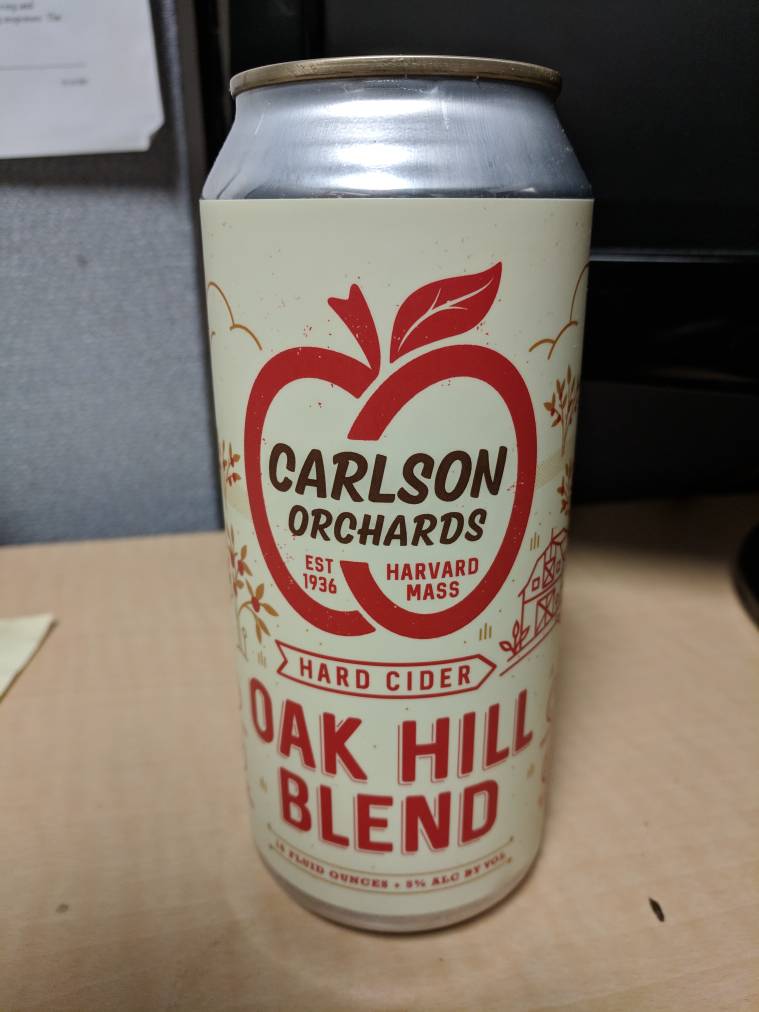 CARLSON
ORCHARDS
EST
1936
HARVARD
MASS
HARD CIDER
OAK HILL
BLEND
16 FLUID OUNCES • 5% ALC BY VOL